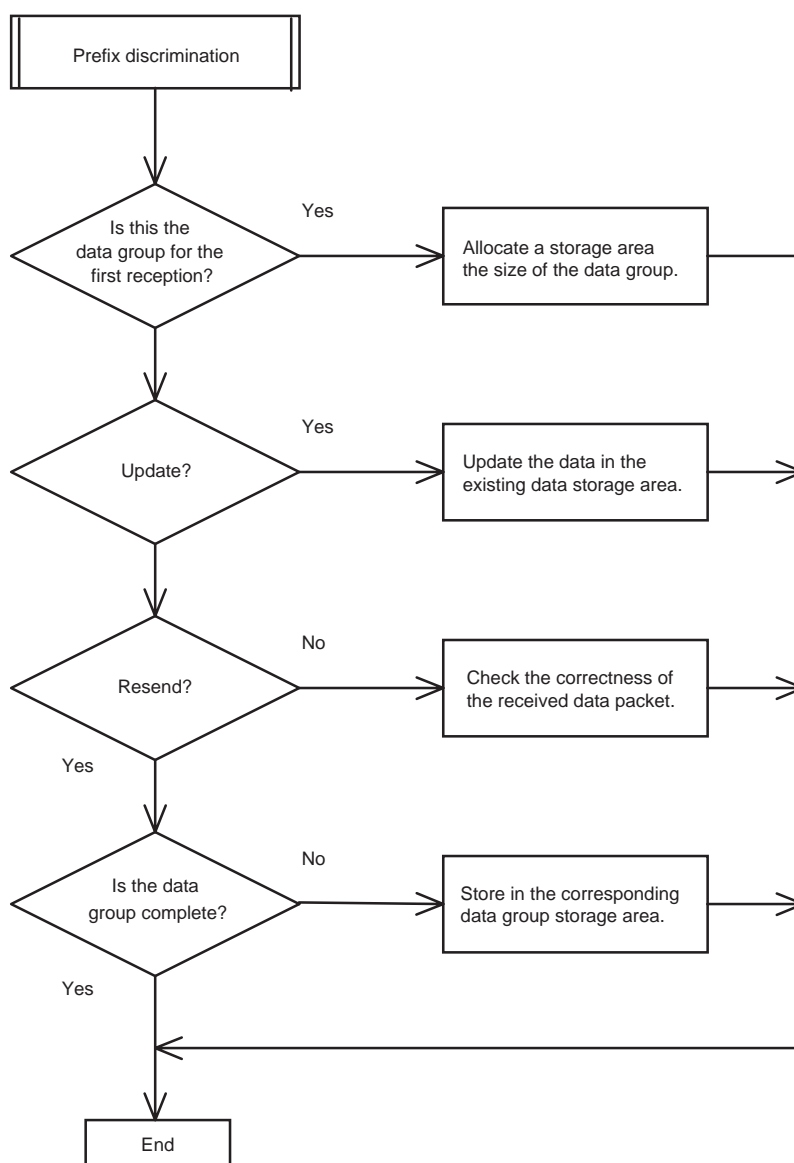 Prefix discrimination
Is this the
data group for the
first reception?
Yes
Allocate a storage area
the size of the data group.
Update?
Yes
Update the data in the
existing data storage area.
Resend?
No
Check the correctness of
the received data packet.
Yes
Is the data
group complete?
No
Store in the corresponding
data group storage area.
Yes
End